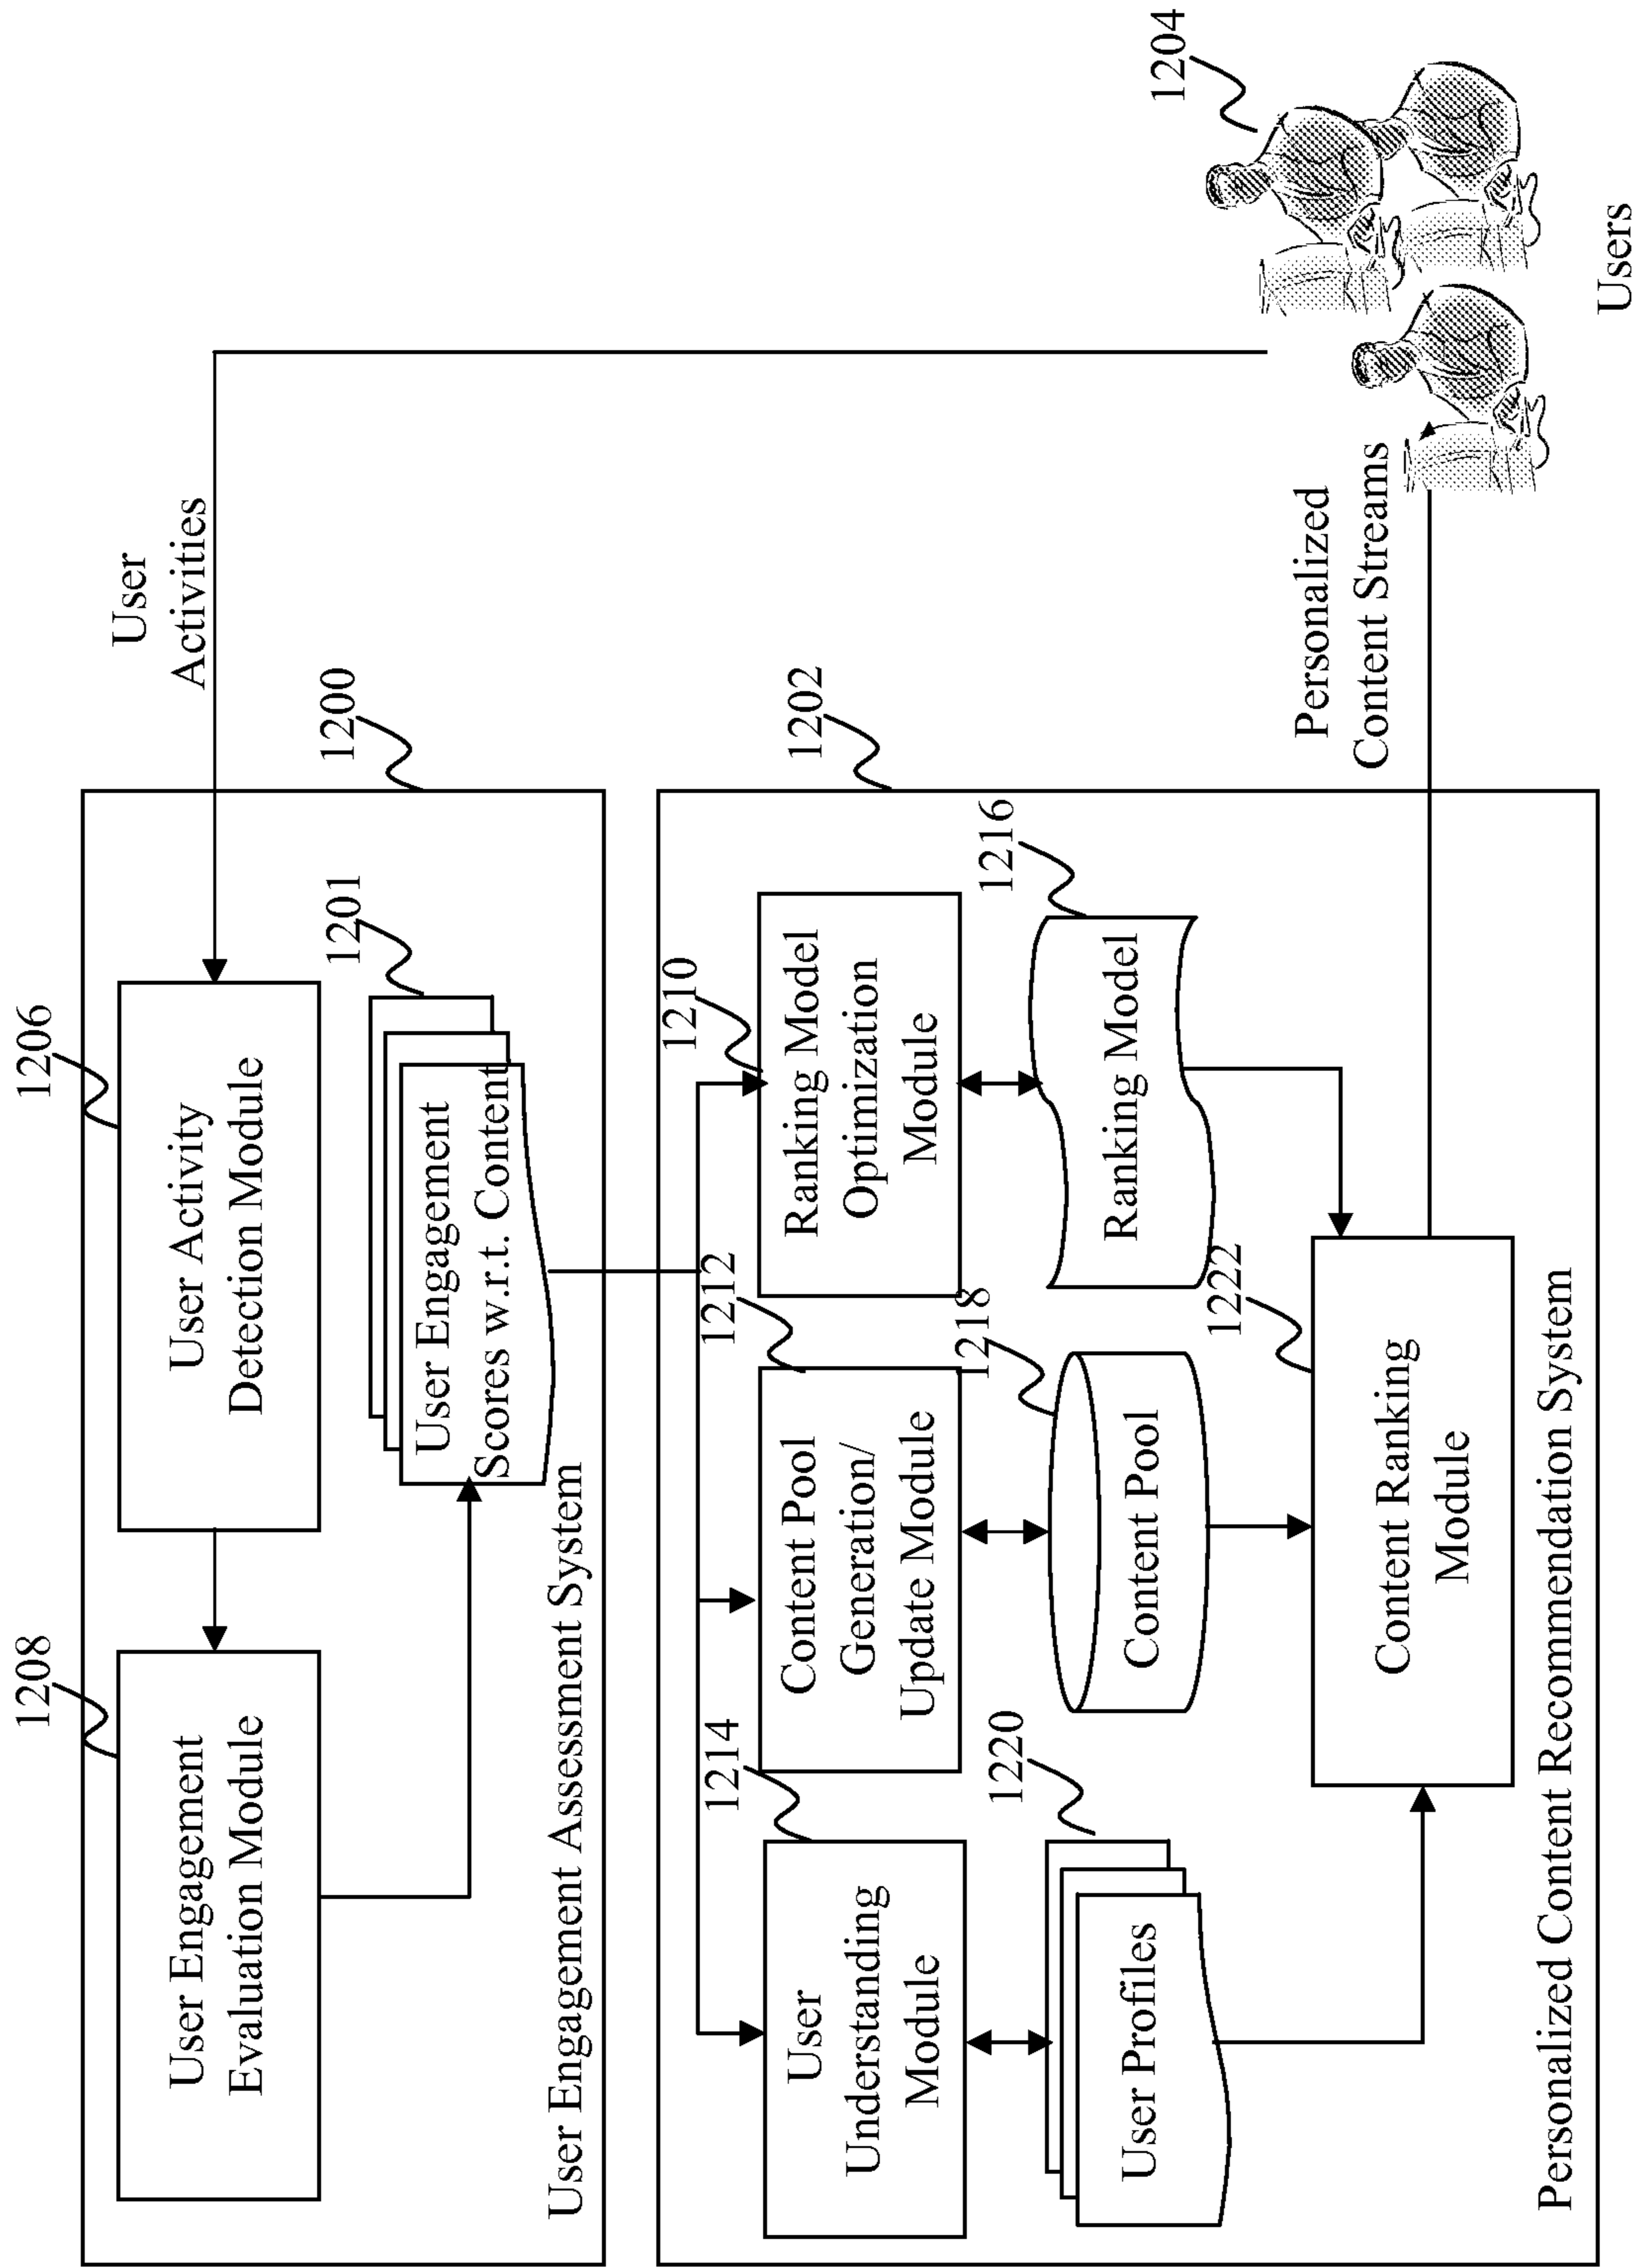 1208
User Engagement
Evaluation Module
1206
User Activity
Detection Module
User
Activities
1200
1201
User Engagement
Scores w.r.t. Content
User Engagement Assessment System
1202
1214
User
Understanding
Module
1212
Content Pool
Generation/
Update Module
1210
Ranking Model
Optimization
Module
1220
User Profiles
1218
Content Pool
1216
Ranking Model
1222
Content Ranking
Module
Personalized Content Recommendation System
Personalized
Content Streams
1204
Users